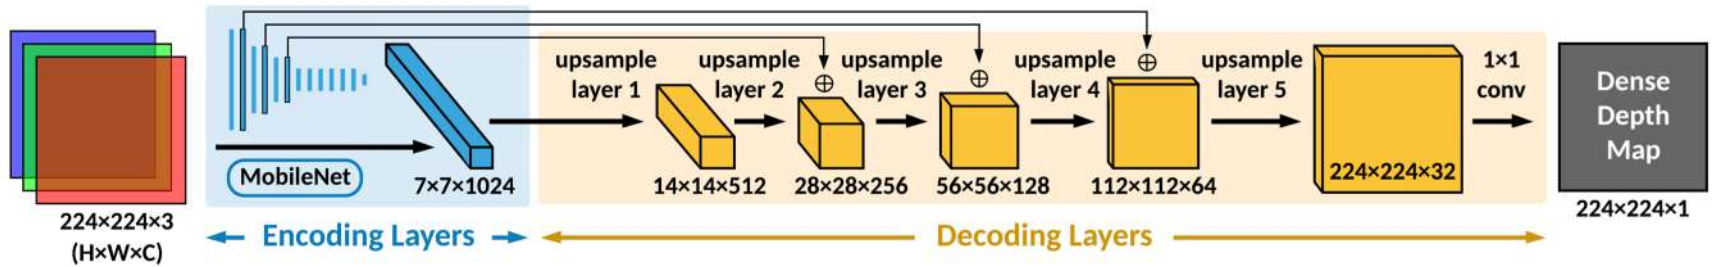 224×224×3
(H×W×C)
MobileNet
7×7×1024
Encoding Layers
upsample
layer 1
14×14×512
upsample
layer 2
28×28×256
upsample
layer 3
56×56×128
upsample
layer 4
112×112×64
upsample
layer 5
224×224×32
1×1
conv
Decoding Layers
Dense
Depth
Map
224×224×1